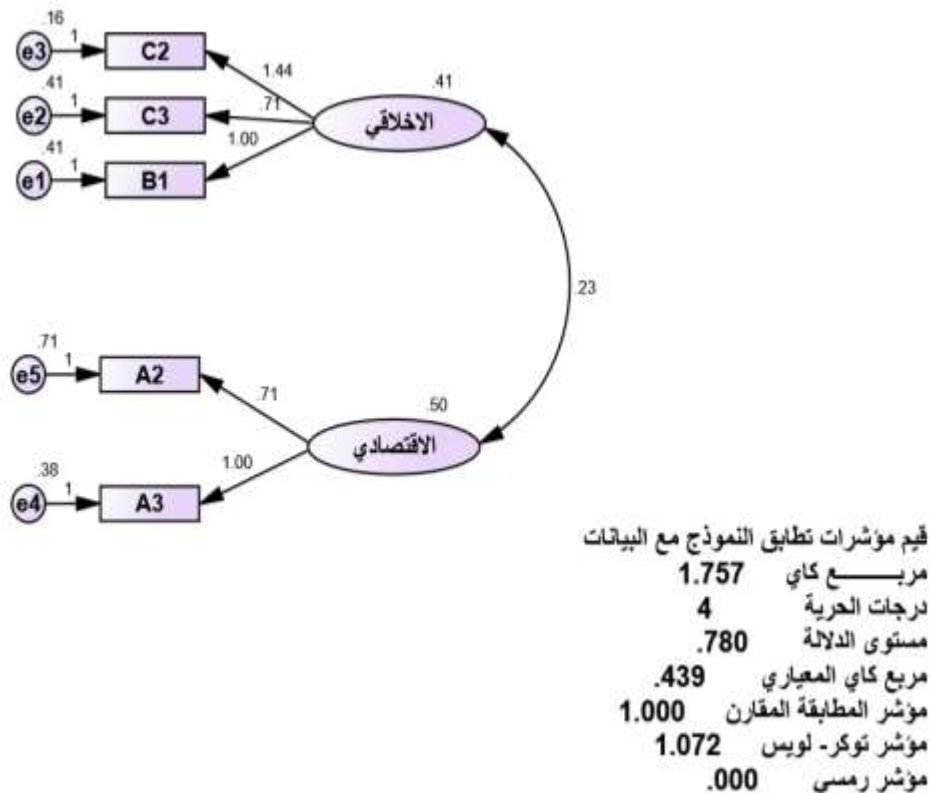 .16
e3 1 C2
1.44
.41
.41
e2 1 C3
.71
الاخلاقي
1.00
.41
e1 1 B1
.23
.71
e5 1 A2
.71
.50
الاقتصادي
1.00
.38
e4 1 A3
قيم مؤشرات تطابق النموذج مع البيانات
مربـــــــع كاي 1.757
درجات الحرية 4
مستوى الدلالة .780
مربع كاي المعياري .439
مؤشر المطابقة المقارن 1.000
مؤشر توكر- لويس 1.072
مؤشر رمسي .000